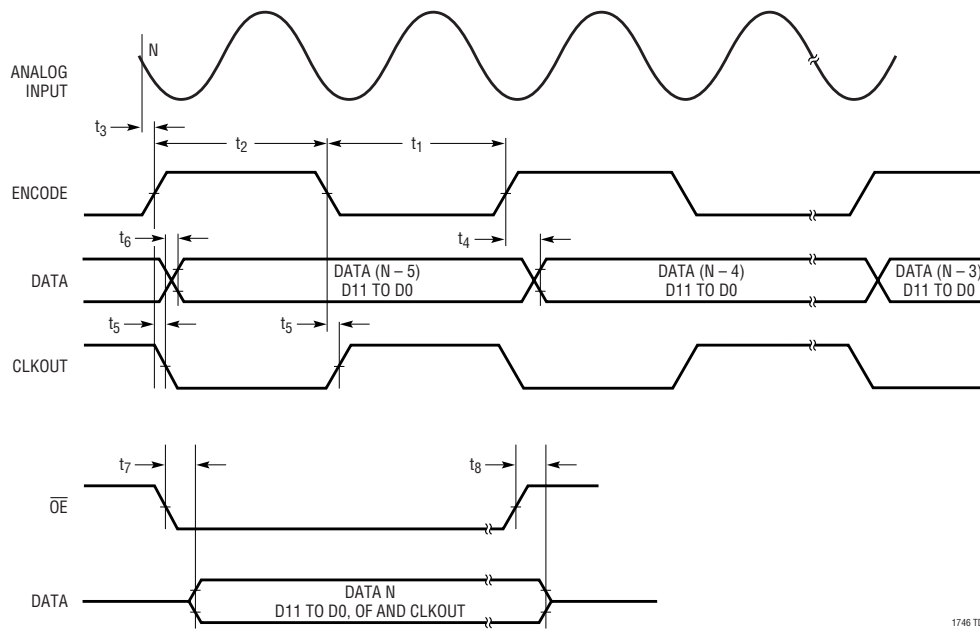 N
ANALOG
INPUT
t3
t2
t1
ENCODE
t6
t4
DATA
DATA (N – 5)
D11 TO D0
DATA (N – 4)
D11 TO D0
DATA (N – 3)
D11 TO D0
t5
t5
CLKOUT
t7
t8
OE
DATA
DATA N
D11 TO D0, OF AND CLKOUT